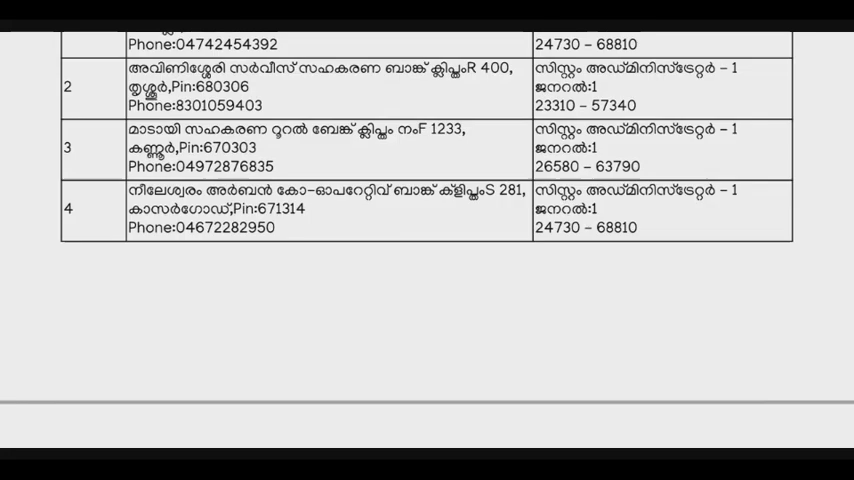 Phone:04742454392
24730 – 68810
2
അവിണിശ്ശേരി സർവീസ് സഹകരണ ബാങ്ക് ക്ലിപ്തംR 400,
തൃശ്ശൂർ,Pin:680306
Phone:8301059403
സിസ്റ്റം അഡ്മിനിസ്ട്രേറ്റർ – 1
ജനറൽ:1
23310 – 57340
3
മാടായി സഹകരണ റൂറൽ ബേങ്ക് ക്ലിപ്തം നംF 1233,
കണ്ണൂർ,Pin:670303
Phone:04972876835
സിസ്റ്റം അഡ്മിനിസ്ട്രേറ്റർ – 1
ജനറൽ:1
26580 – 63790
4
നീലേശ്വരം അർബൻ കോ-ഓപറേറ്റിവ് ബാങ്ക് ക്ളിപ്തംS 281,
കാസർഗോഡ്,Pin:671314
Phone:04672282950
സിസ്റ്റം അഡ്മിനിസ്ട്രേറ്റർ – 1
ജനറൽ:1
24730 – 68810